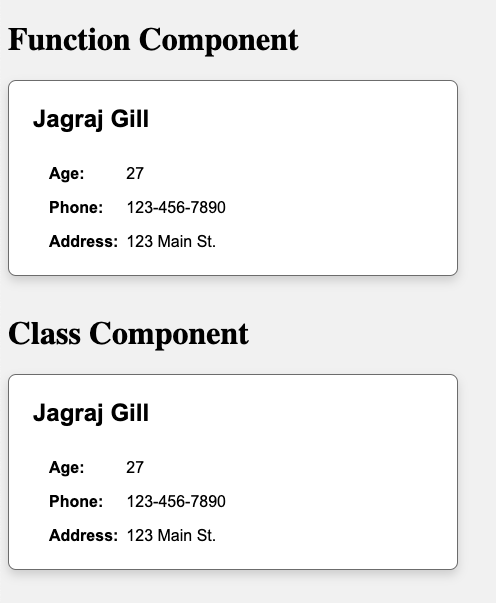 Function Component
Jagraj Gill
Age: 27
Phone: 123-456-7890
Address: 123 Main St.
Class Component
Jagraj Gill
Age: 27
Phone: 123-456-7890
Address: 123 Main St.